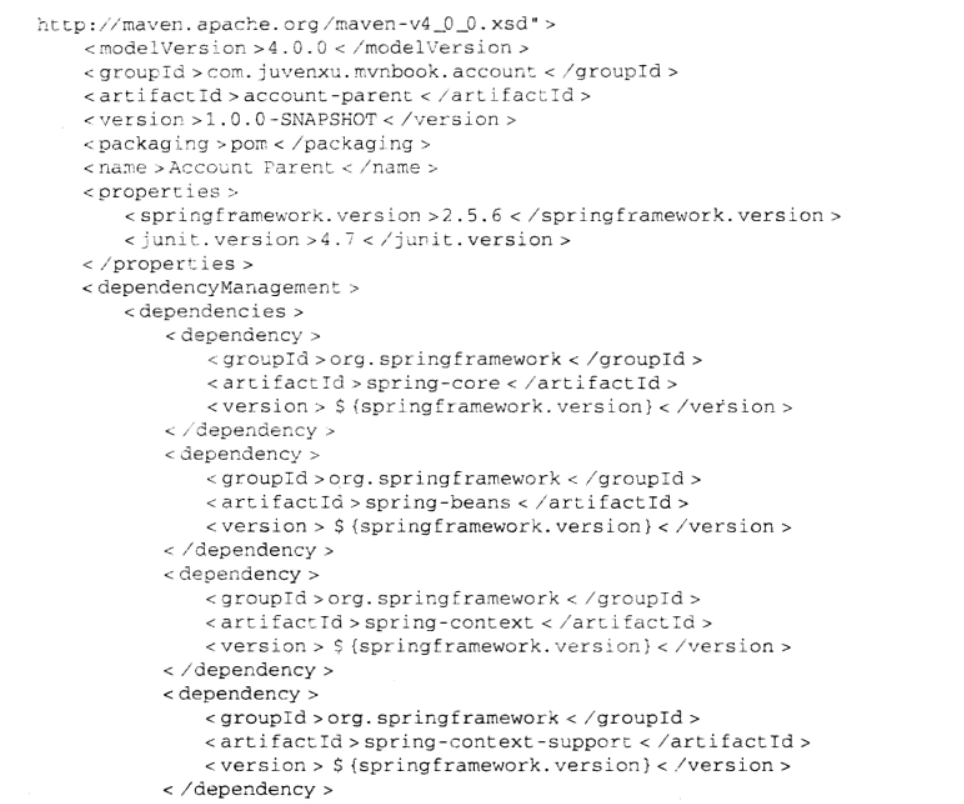 http://maven.apache.org/maven-v4_0_0.xsd">
<modelVersion>4.0.0</modelVersion>
<groupId>com.juvenxu.mvnbook.account</groupId>
<artifactId>account-parent</artifactId>
<version>1.0.0-SNAPSHOT</version>
<packaging>pom</packaging>
<name>Account Parent</name>
<properties>
<springframework.version>2.5.6</springframework.version>
<junit.version>4.7</junit.version>
</properties>
<dependencyManagement>
<dependencies>
<dependency>
<groupId>org.springframework</groupId>
<artifactId>spring-core</artifactId>
<version>${springframework.version}</version>
</dependency>
<dependency>
<groupId>org.springframework</groupId>
<artifactId>spring-beans</artifactId>
<version>${springframework.version}</version>
</dependency>
<dependency>
<groupId>org.springframework</groupId>
<artifactId>spring-context</artifactId>
<version>${springframework.version}</version>
</dependency>
<dependency>
<groupId>org.springframework</groupId>
<artifactId>spring-context-support</artifactId>
<version>${springframework.version}</version>
</dependency>